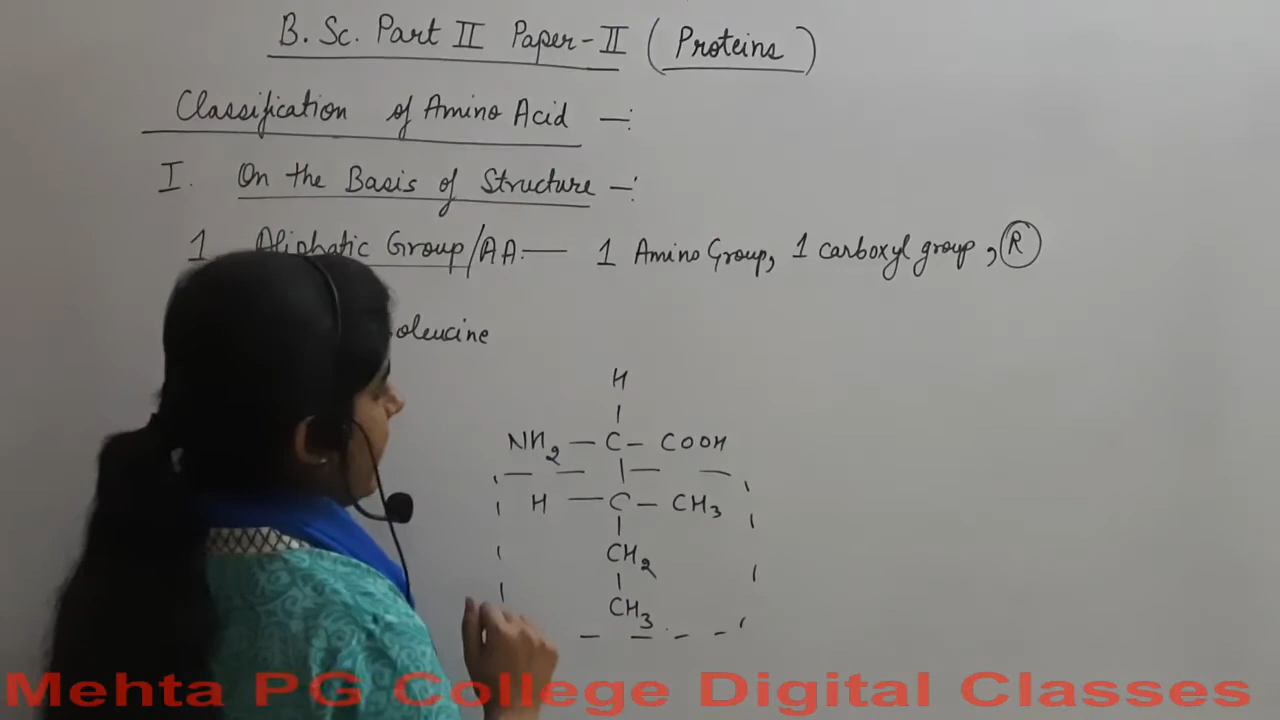 B. Sc. Part II Paper-II (Proteins)
Classification of Amino Acid —:
I. On the Basis of Structure —:
1 Aliphatic Group/AA.— 1 Amino Group, 1 carboxyl group, R
oleucine
H
NH2 — C — COOH
H — C — CH3
CH2
CH3
Mehta PG College Digital Classes